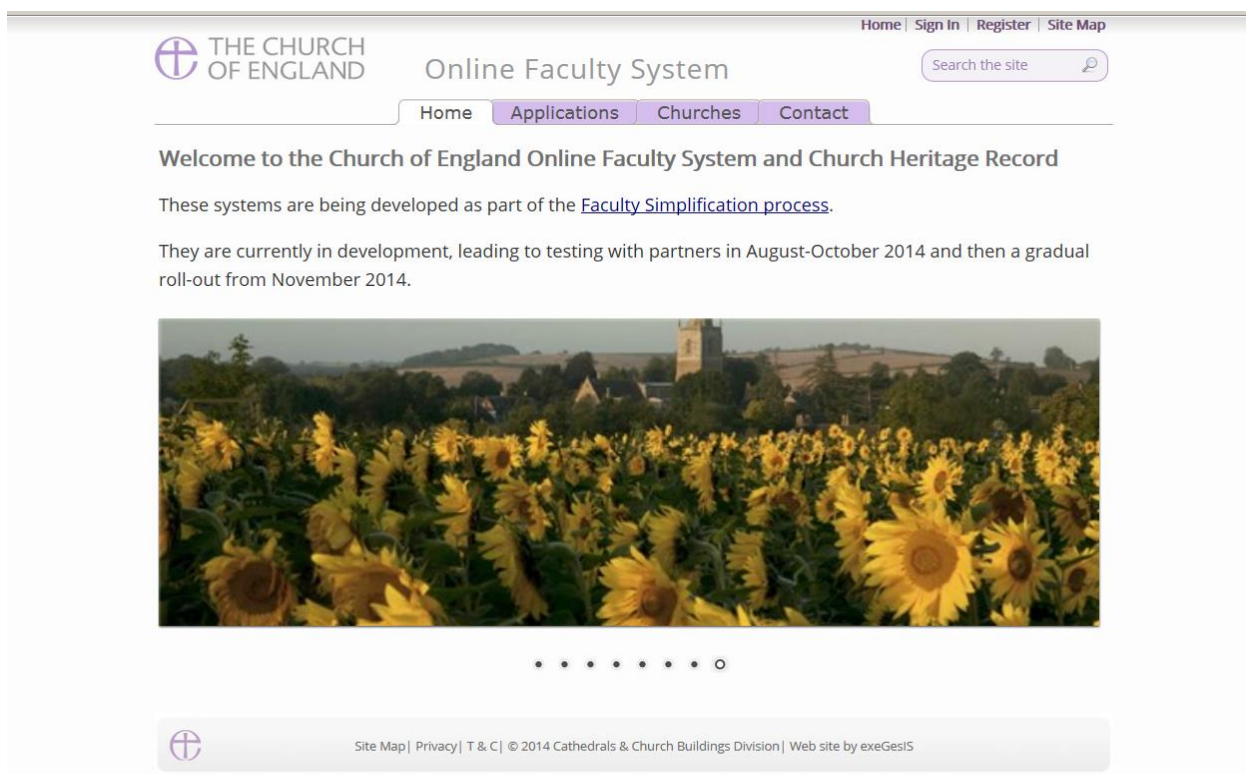 Home| Sign In | Register | Site Map
THE CHURCH
OF ENGLAND
Online Faculty System
Search the site
Home Applications Churches Contact
Welcome to the Church of England Online Faculty System and Church Heritage Record
These systems are being developed as part of the Faculty Simplification process.
They are currently in development, leading to testing with partners in August-October 2014 and then a gradual
roll-out from November 2014.
Site Map| Privacy| T & C| © 2014 Cathedrals & Church Buildings Division| Web site by exeGesIS